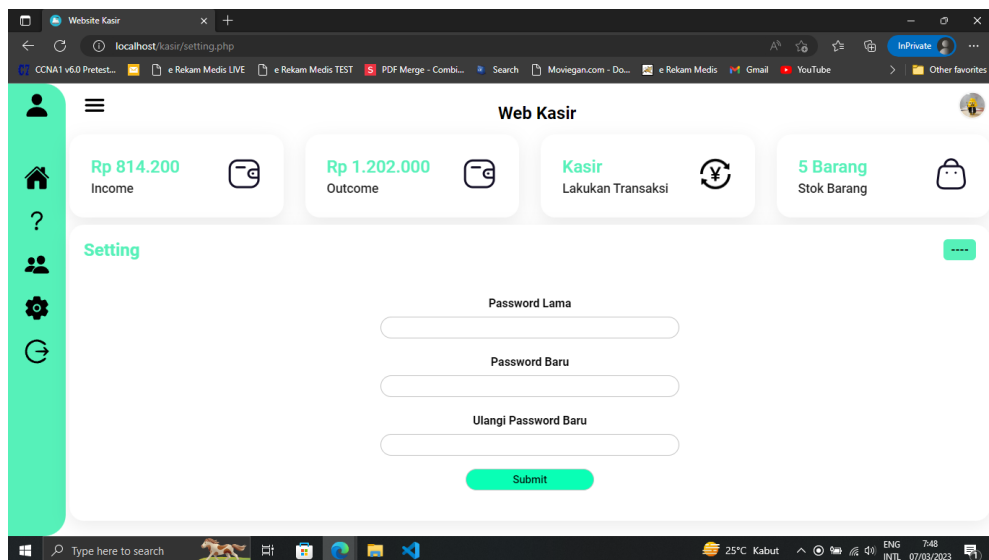 Website Kasir
localhost/kasir/setting.php
InPrivate
CCNA1 v6.0 Pretest... e Rekam Medis LIVE e Rekam Medis TEST PDF Merge - Combi... Search Moviegan.com - Do... e Rekam Medis Gmail YouTube Other favorites
Web Kasir
Rp 814.200
Income
Rp 1.202.000
Outcome
Kasir
Lakukan Transaksi
5 Barang
Stok Barang
Setting
----
Password Lama
Password Baru
Ulangi Password Baru
Submit
Type here to search
25°C Kabut
ENG
INTL
7:48
07/03/2023